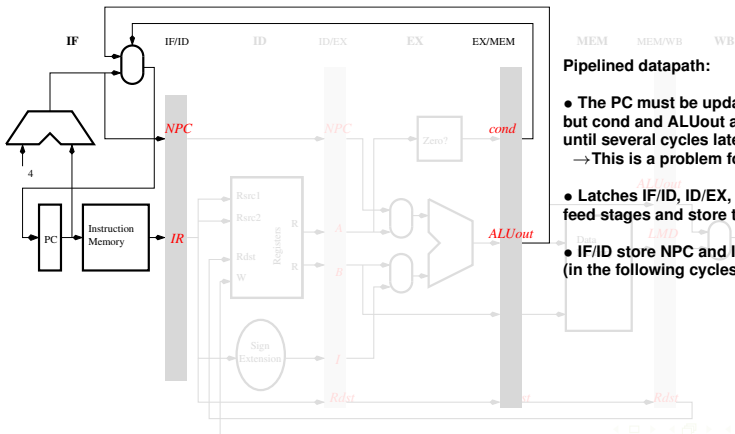 IF
IF/ID
ID
ID/EX
EX
EX/MEM
MEM
MEM/WB
WB
Pipelined datapath:
• The PC must be upda
but cond and ALUout a
until several cycles late
→This is a problem fo
• Latches IF/ID, ID/EX,
feed stages and store t
• IF/ID store NPC and I
(in the following cycles
NPC
NPC
Zero?
cond
4
Rsrc1
Rsrc2
Rdst
W
Registers
R
R
PC
Instruction
Memory
IR
A
B
ALUout
ALUout
Data
LMD
Sign
Extension
I
Rdst
Rdst